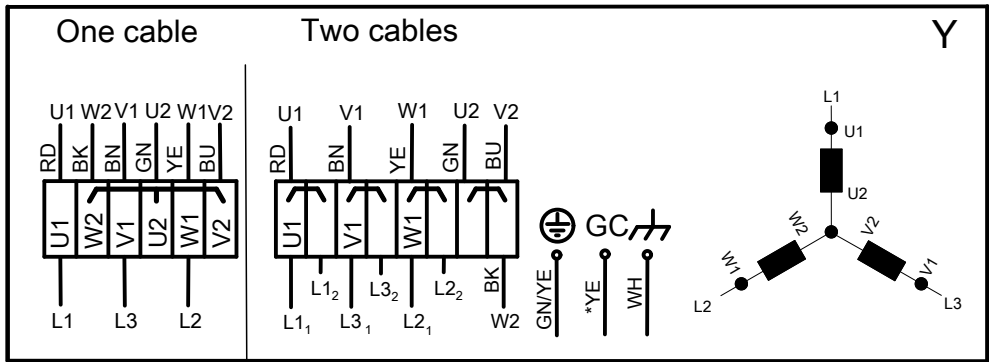 One cable
Two cables
Y
U1 W2 V1 U2 W1 V2
RD BK BN GN YE BU
U1 W2 V1 U2 W1 V2
L1 L3 L2
U1 V1 W1 U2 V2
RD BN YE GN BU
U1 V1 W1
L1₂ L3₂ L2₂ BK
L1₁ L3₁ L2₁ W2
GC
GN/YE *YE WH
L1
U1
U2
W2 V2
W1 V1
L2 L3